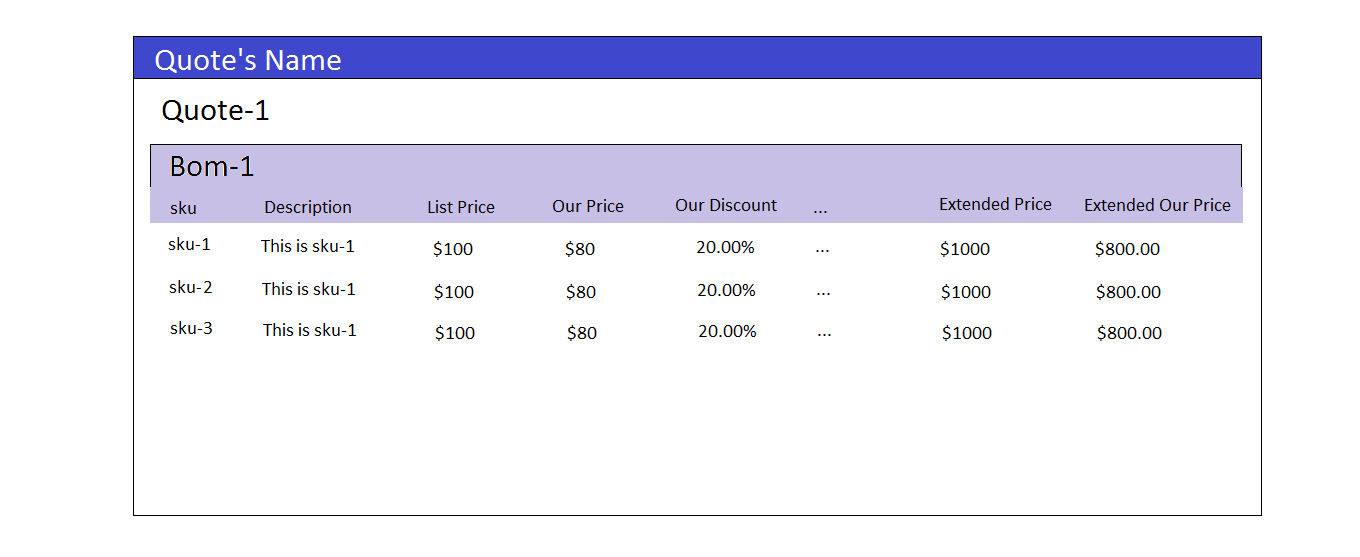 Quote's Name
Quote-1
Bom-1
sku Description List Price Our Price Our Discount ... Extended Price Extended Our Price
sku-1 This is sku-1 $100 $80 20.00% ... $1000 $800.00
sku-2 This is sku-1 $100 $80 20.00% ... $1000 $800.00
sku-3 This is sku-1 $100 $80 20.00% ... $1000 $800.00